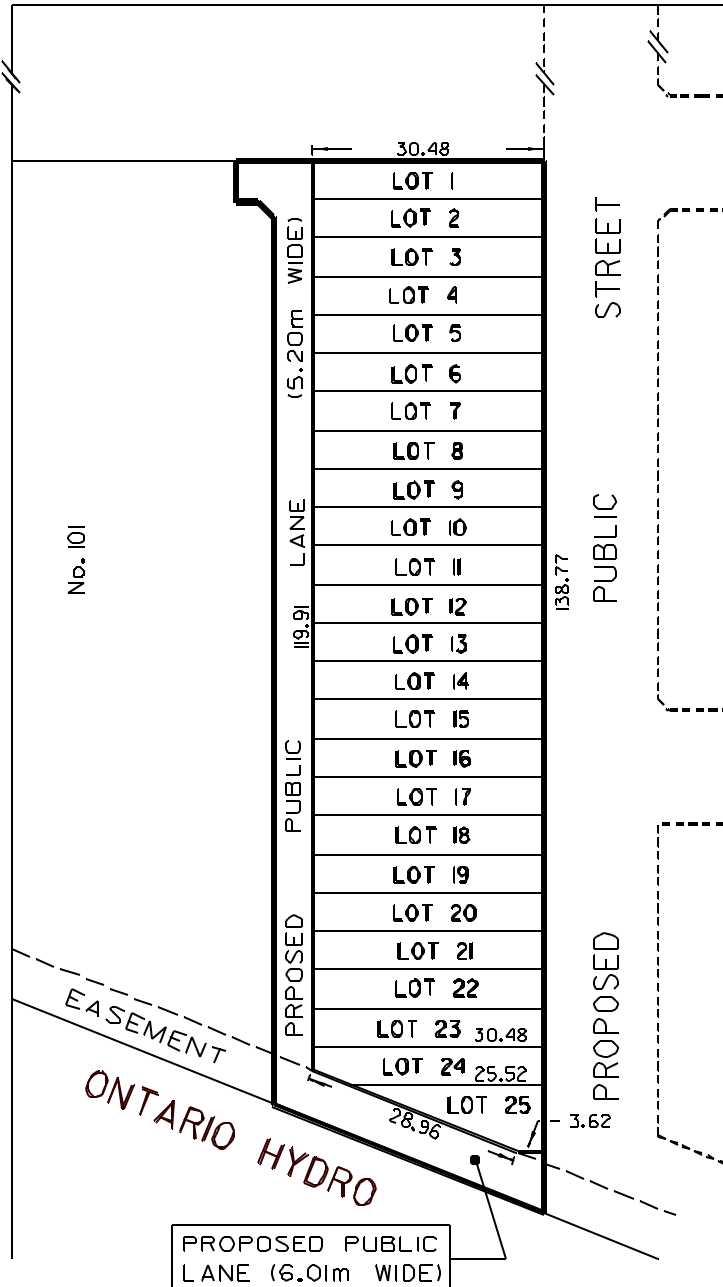 30.48
LOT 1
LOT 2
LOT 3
LOT 4
LOT 5
LOT 6
LOT 7
LOT 8
LOT 9
LOT 10
LOT 11
LOT 12
LOT 13
LOT 14
LOT 15
LOT 16
LOT 17
LOT 18
LOT 19
LOT 20
LOT 21
LOT 22
LOT 23 30.48
LOT 24 25.52
LOT 25
3.62
28.96
PRPOSED PUBLIC LANE (5.20m WIDE)
119.91
138.77
PROPOSED PUBLIC STREET
No. 101
EASEMENT
ONTARIO HYDRO
PROPOSED PUBLIC
LANE (6.01m WIDE)